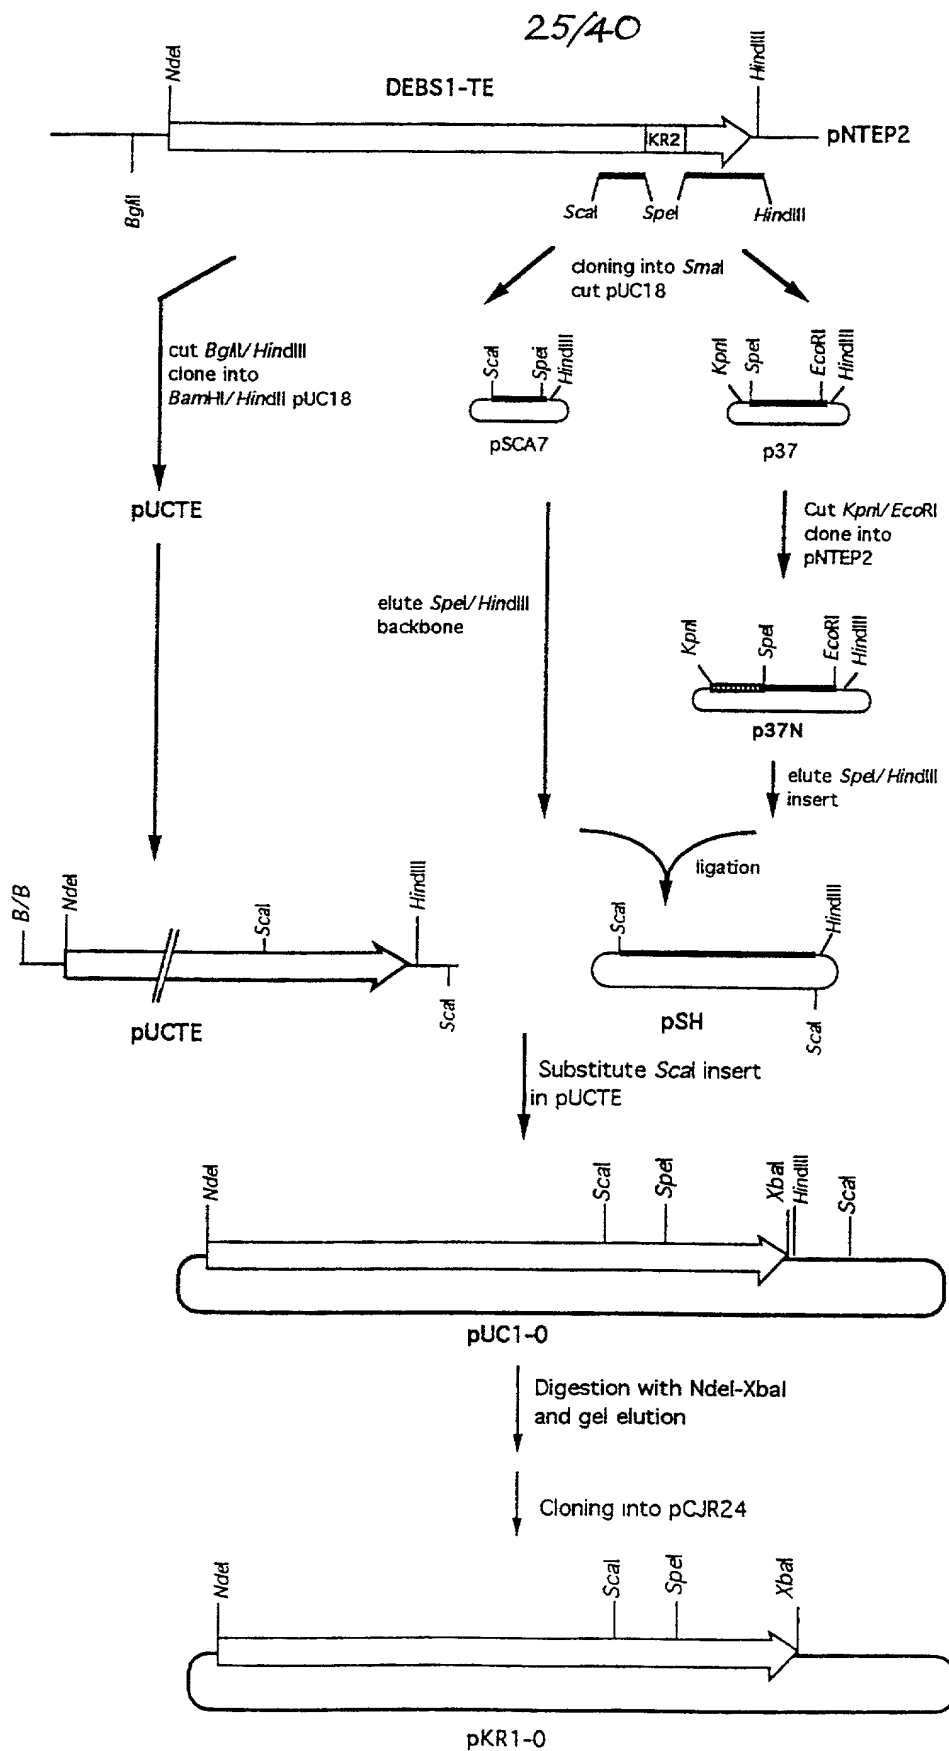 25/40
NdeI
DEBS1-TE
HindIII
KR2
pNTEP2
BglII
ScaI
SpeI
HindIII
cloning into SmaI
cut pUC18
cut BglII/HindIII
clone into
BamHI/HindII pUC18
ScaI
SpeI
HindIII
pSCA7
KpnI
SpeI
EcoRI
HindIII
p37
pUCTE
Cut KpnI/EcoRI
clone into
pNTEP2
elute SpeI/HindIII
backbone
KpnI
SpeI
EcoRI
HindIII
p37N
elute SpeI/HindIII
insert
ligation
B/B
NdeI
ScaI
HindIII
ScaI
pUCTE
ScaI
HindIII
ScaI
pSH
Substitute ScaI insert
in pUCTE
NdeI
ScaI
SpeI
XbaI
HindIII
ScaI
pUC1-0
Digestion with NdeI-XbaI
and gel elution
Cloning into pCJR24
NdeI
ScaI
SpeI
XbaI
pKR1-0